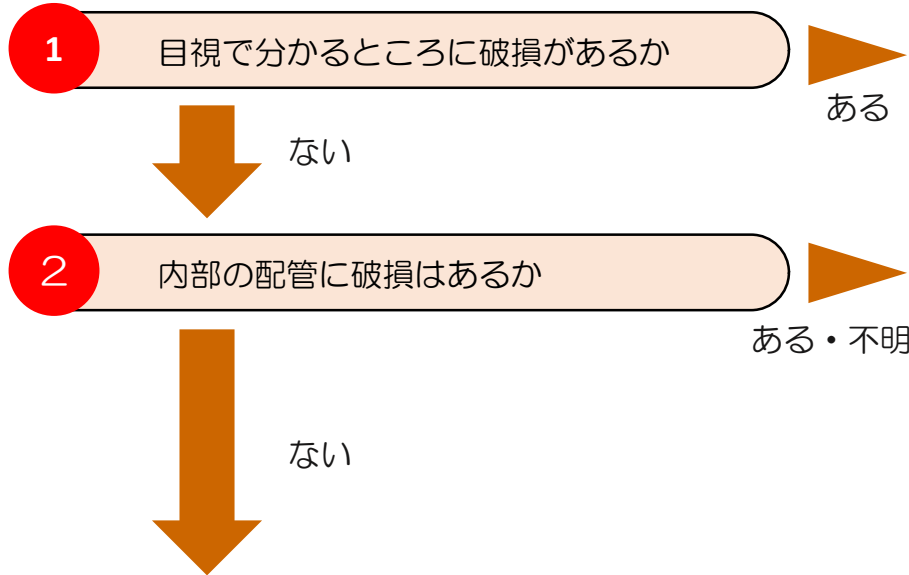 1 目視で分かるところに破損があるか
ある
ない
2 内部の配管に破損はあるか
ある・不明
ない